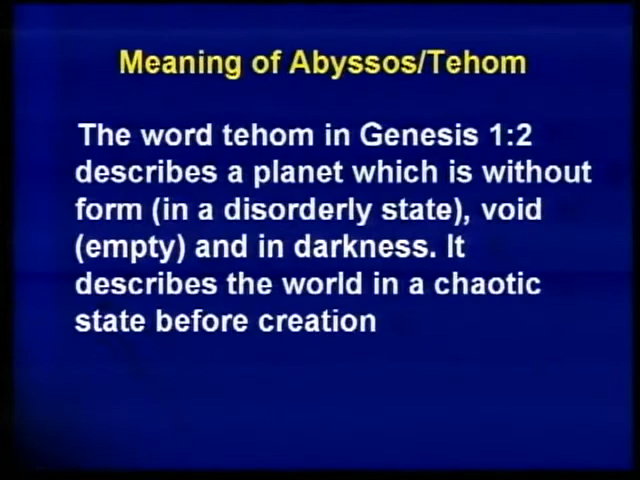 Meaning of Abyssos/Tehom
The word tehom in Genesis 1:2
describes a planet which is without
form (in a disorderly state), void
(empty) and in darkness. It
describes the world in a chaotic
state before creation